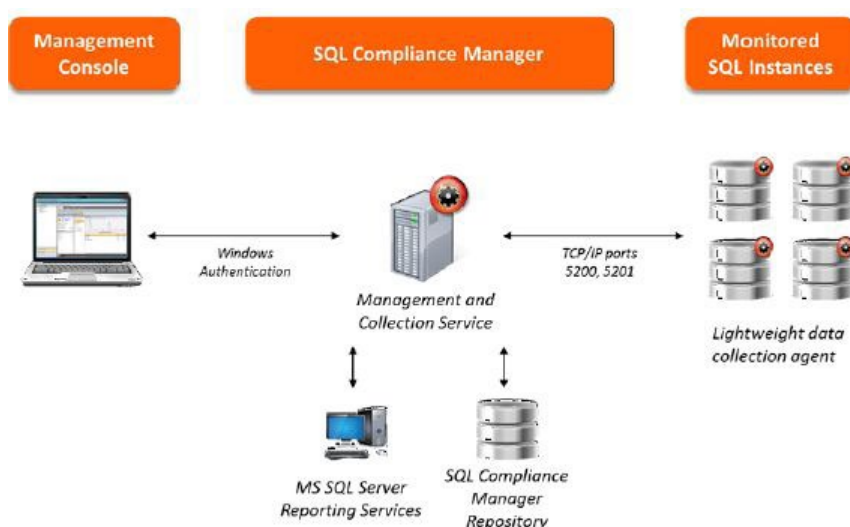 Management
Console
SQL Compliance Manager
Monitored
SQL Instances
Windows
Authentication
TCP/IP ports
5200, 5201
Management and
Collection Service
Lightweight data
collection agent
MS SQL Server
Reporting Services
SQL Compliance
Manager
Repository